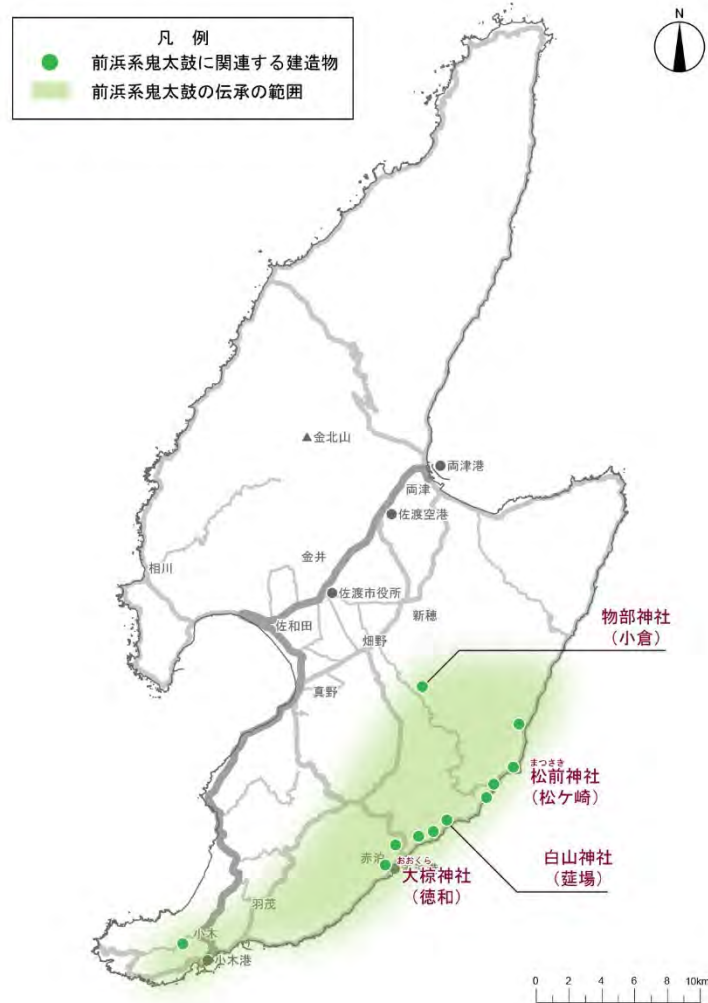 凡 例
前浜系鬼太鼓に関連する建造物
前浜系鬼太鼓の伝承の範囲
N
▲金北山
両津港
両津
佐渡空港
金井
相川
佐渡市役所
佐和田
新穂
畑野
真野
物部神社
(小倉)
まつさき
松前神社
(松ケ崎)
白山神社
(莚場)
赤泊
おおくら
大椋神社
(徳和)
羽茂
小木
小木港
0 2 4 6 8 10km